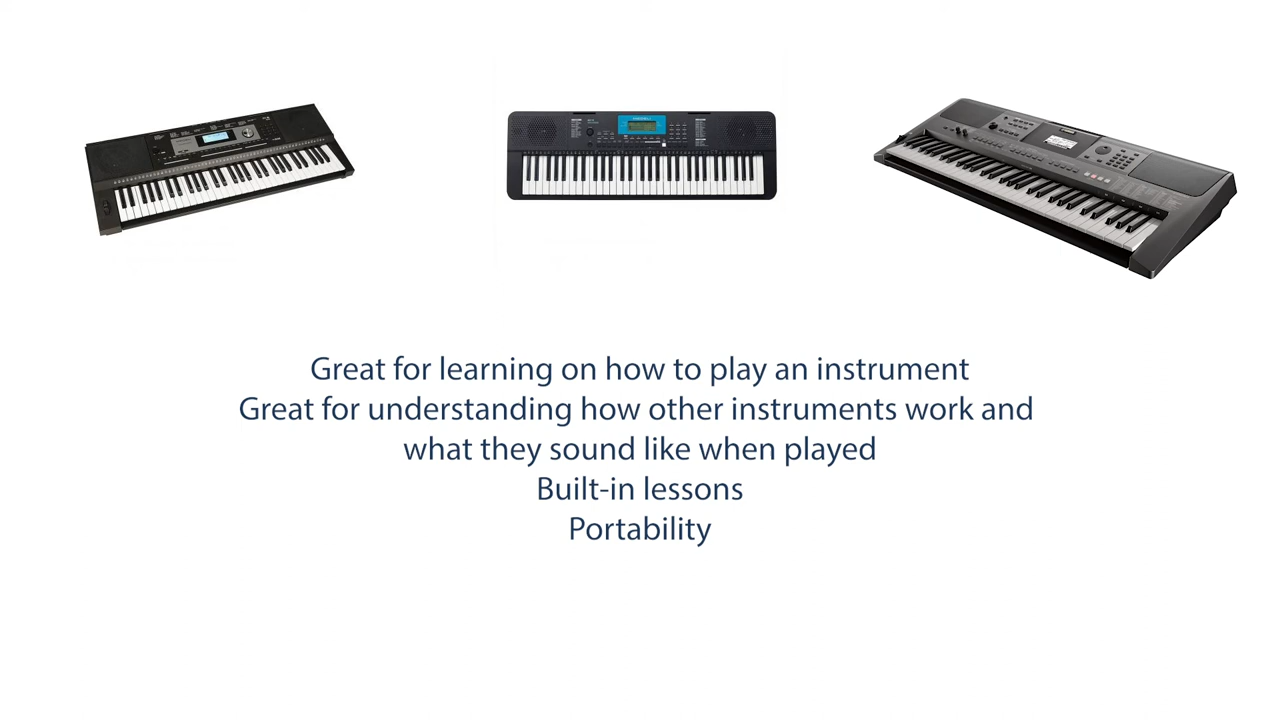 Great for learning on how to play an instrument
Great for understanding how other instruments work and
what they sound like when played
Built-in lessons
Portability